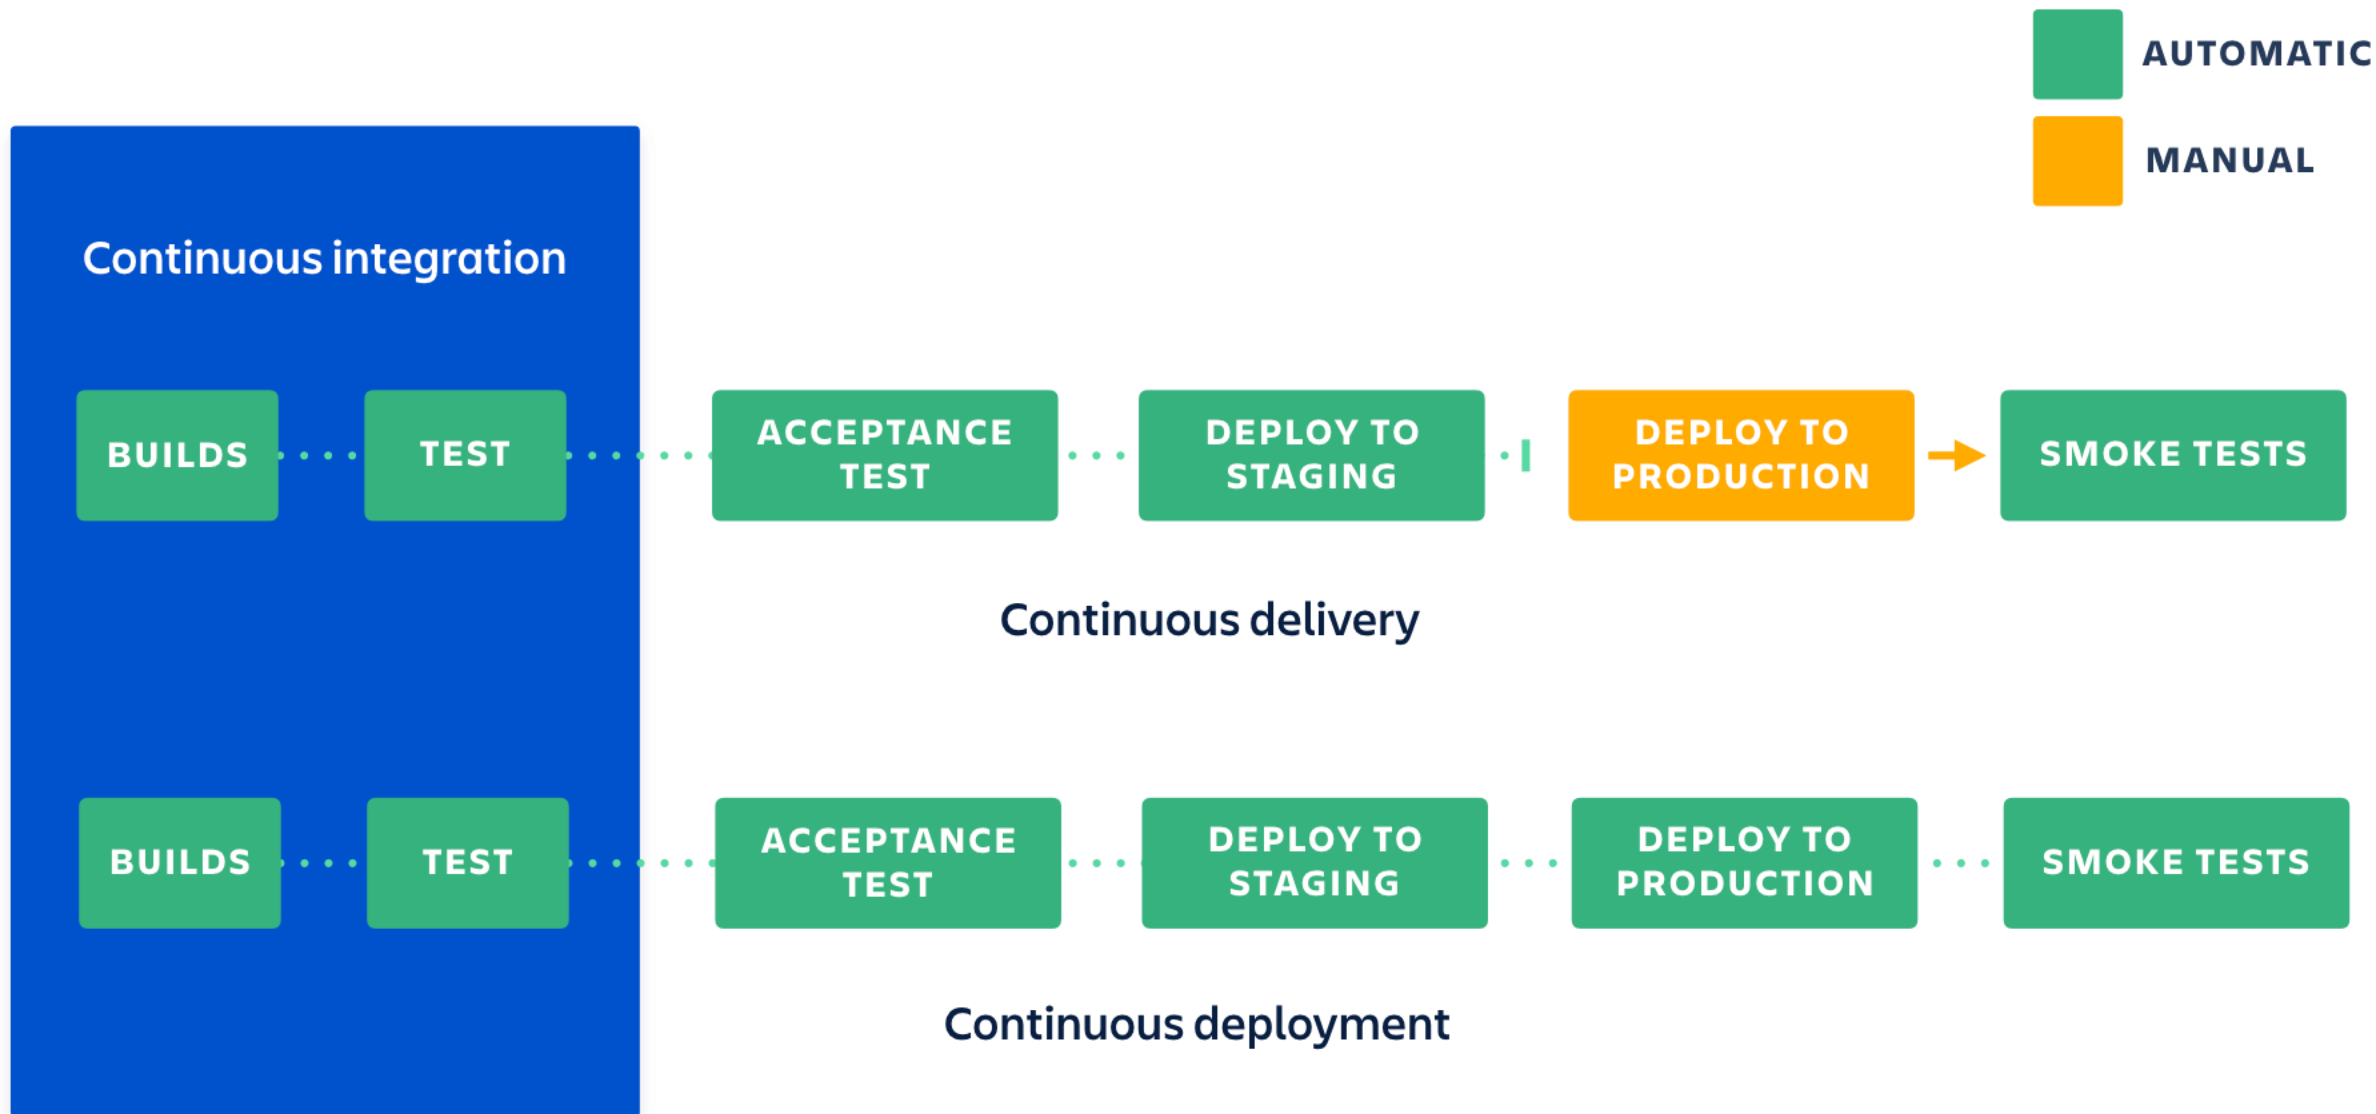 AUTOMATIC
MANUAL
Continuous integration
BUILDS
TEST
ACCEPTANCE
TEST
DEPLOY TO
STAGING
DEPLOY TO
PRODUCTION
SMOKE TESTS
Continuous delivery
BUILDS
TEST
ACCEPTANCE
TEST
DEPLOY TO
STAGING
DEPLOY TO
PRODUCTION
SMOKE TESTS
Continuous deployment